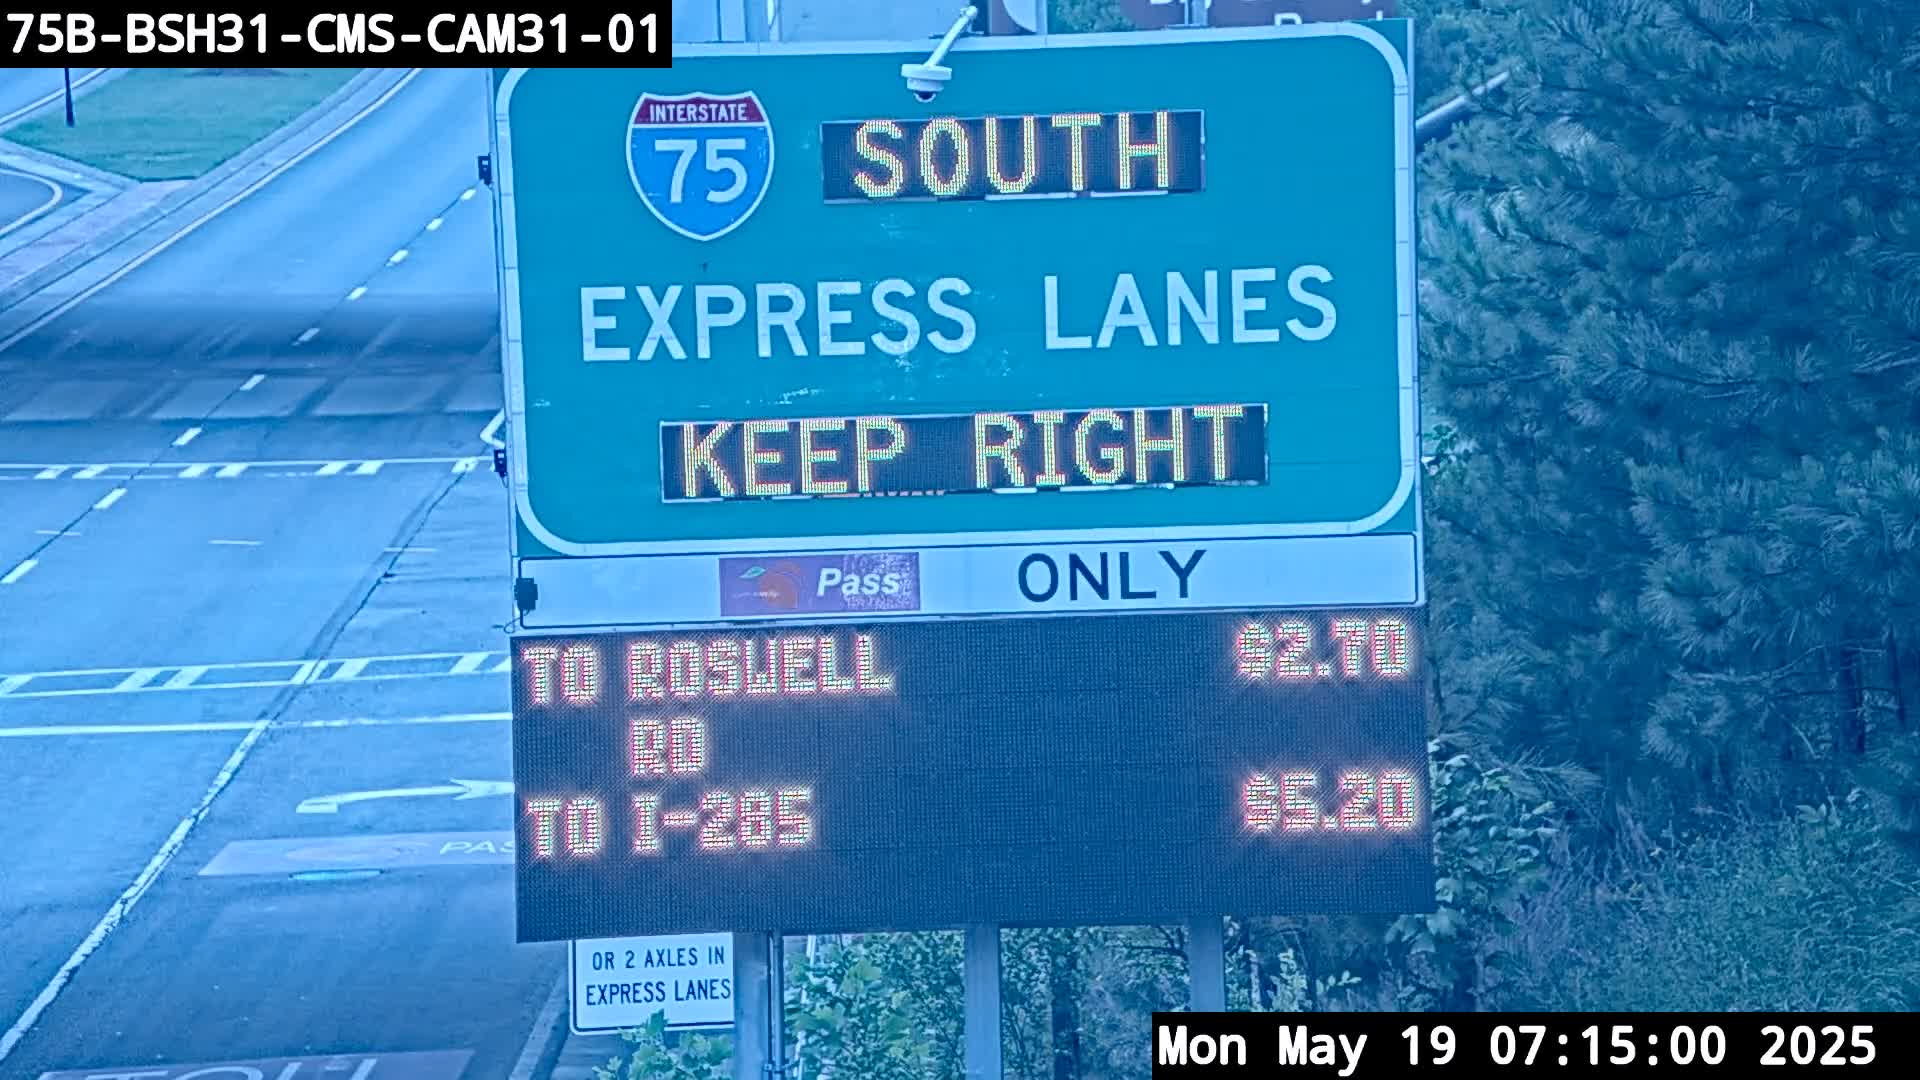 75B-BSH31-CMS-CAM31-01
INTERSTATE
75
SOUTH
EXPRESS LANES
KEEP RIGHT
Pass
ONLY
TO ROSWELL $2.70
RD
TO I-285 $5.20
OR 2 AXLES IN
EXPRESS LANES
Mon May 19 07:15:00 2025